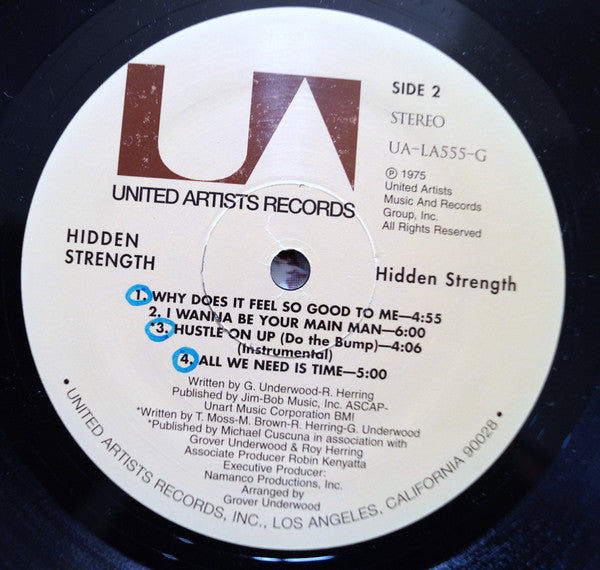 UA
UNITED ARTISTS RECORDS
SIDE 2
STEREO
UA-LA555-G
℗ 1975
United Artists
Music And Records
Group, Inc.
All Rights Reserved
HIDDEN
STRENGTH
Hidden Strength
1. WHY DOES IT FEEL SO GOOD TO ME—4:55
2. I WANNA BE YOUR MAIN MAN—6:00
*3. HUSTLE ON UP (Do the Bump)—4:06
(Instrumental)
4. ALL WE NEED IS TIME—5:00
Written by G. Underwood-R. Herring
Published by Jim-Bob Music, Inc. ASCAP-
Unart Music Corporation BMI
*Written by T. Moss-M. Brown-R. Herring-G. Underwood
*Published by Michael Cuscuna in association with
Grover Underwood & Roy Herring
Associate Producer Robin Kenyatta
Executive Producer:
Namanco Productions, Inc.
Arranged by
Grover Underwood
• UNITED ARTISTS RECORDS, INC., LOS ANGELES, CALIFORNIA 90028 •